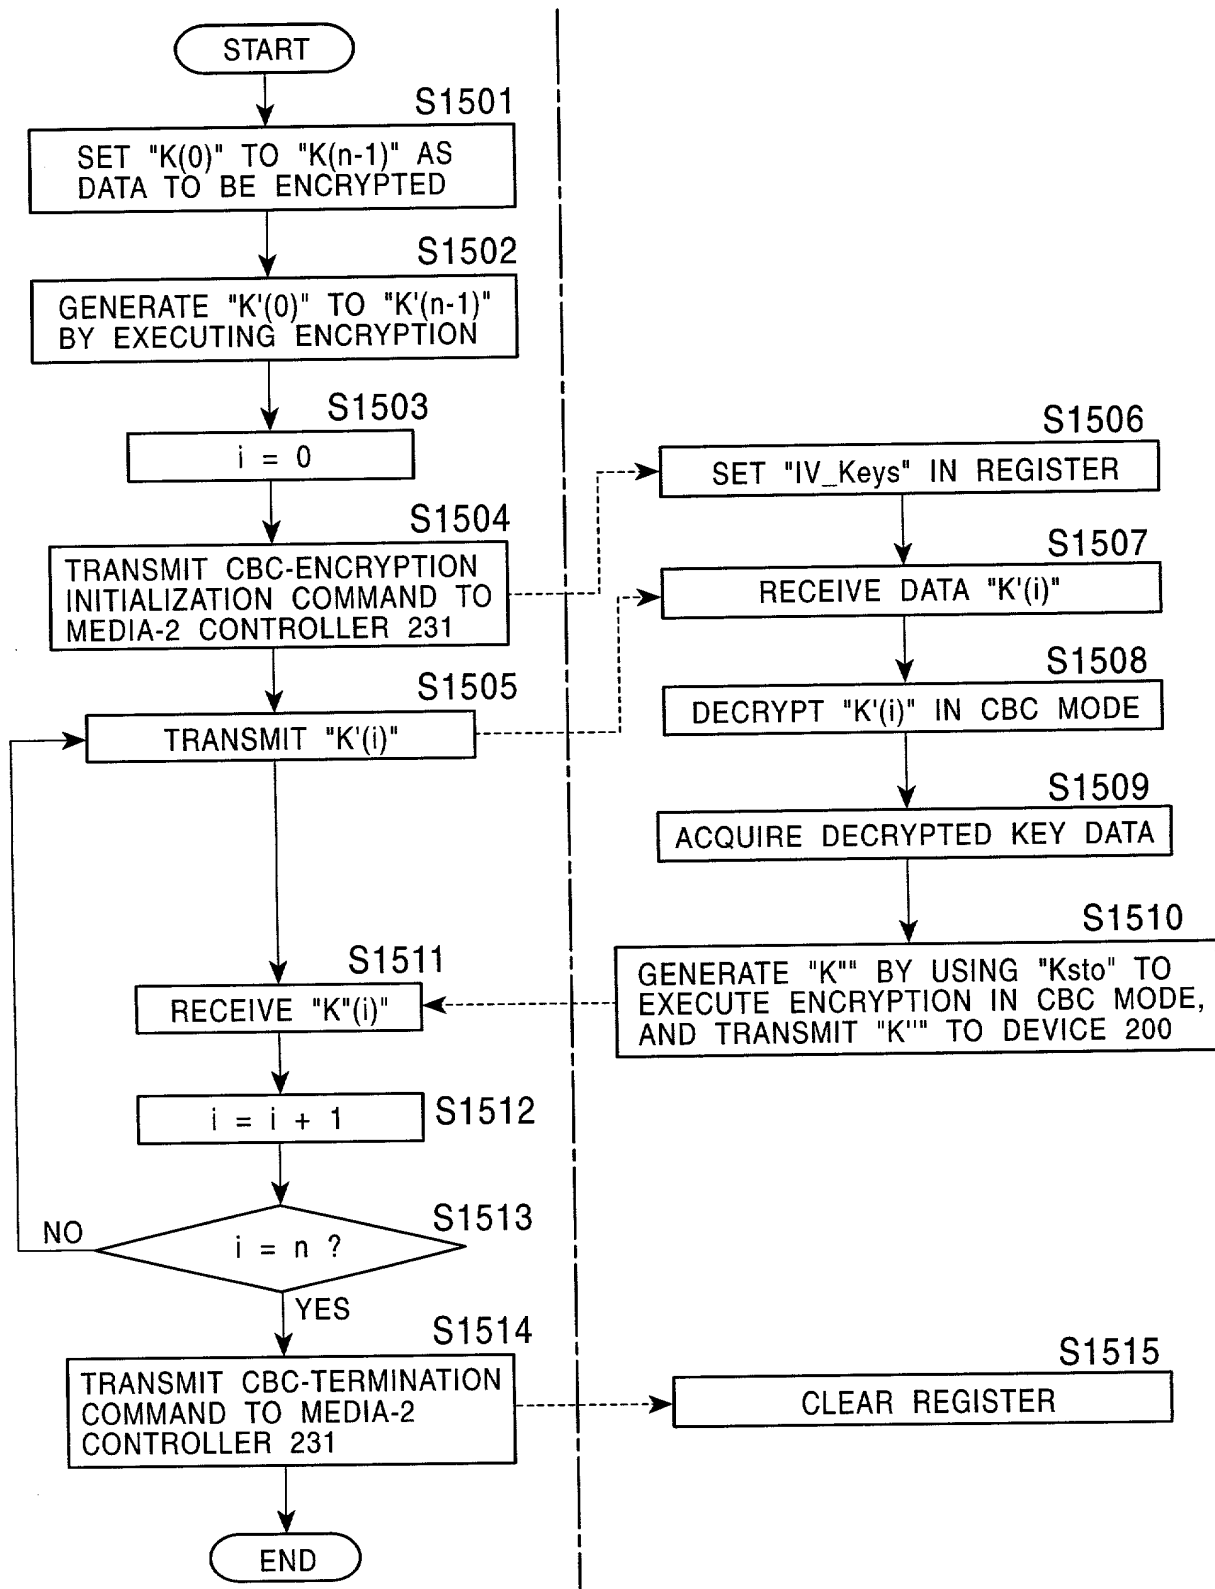 START
S1501
SET "K(0)" TO "K(n-1)" AS
DATA TO BE ENCRYPTED
S1502
GENERATE "K'(0)" TO "K'(n-1)"
BY EXECUTING ENCRYPTION
S1503
i = 0
S1504
TRANSMIT CBC-ENCRYPTION
INITIALIZATION COMMAND TO
MEDIA-2 CONTROLLER 231
S1505
TRANSMIT "K'(i)"
S1506
SET "IV_Keys" IN REGISTER
S1507
RECEIVE DATA "K'(i)"
S1508
DECRYPT "K'(i)" IN CBC MODE
S1509
ACQUIRE DECRYPTED KEY DATA
S1510
GENERATE "K"" BY USING "Ksto" TO
EXECUTE ENCRYPTION IN CBC MODE,
AND TRANSMIT "K''" TO DEVICE 200
S1511
RECEIVE "K"(i)"
i = i + 1
S1512
S1513
i = n ?
NO
YES
S1514
TRANSMIT CBC-TERMINATION
COMMAND TO MEDIA-2
CONTROLLER 231
S1515
CLEAR REGISTER
END